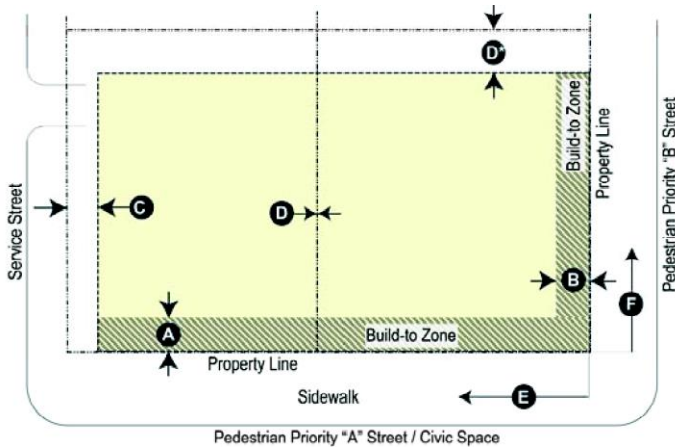 D*
Build-to Zone
Property Line
Pedestrian Priority "B" Street
Service Street
C
D
B
F
A
Build-to Zone
Property Line
Sidewalk
E
Pedestrian Priority "A" Street / Civic Space